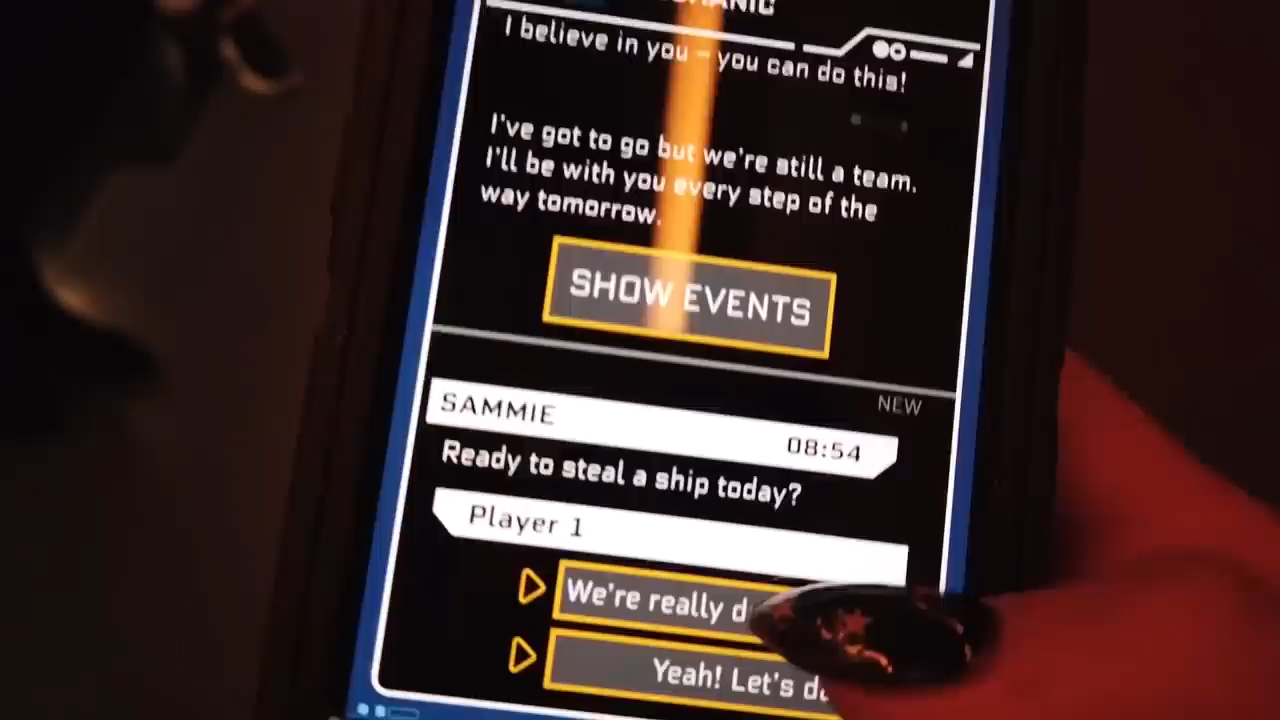 I believe in you – you can do this!
I've got to go but we're still a team.
I'll be with you every step of the
way tomorrow.
SHOW EVENTS
NEW
SAMMIE
08:54
Ready to steal a ship today?
Player 1
We're really
Yeah! Let's